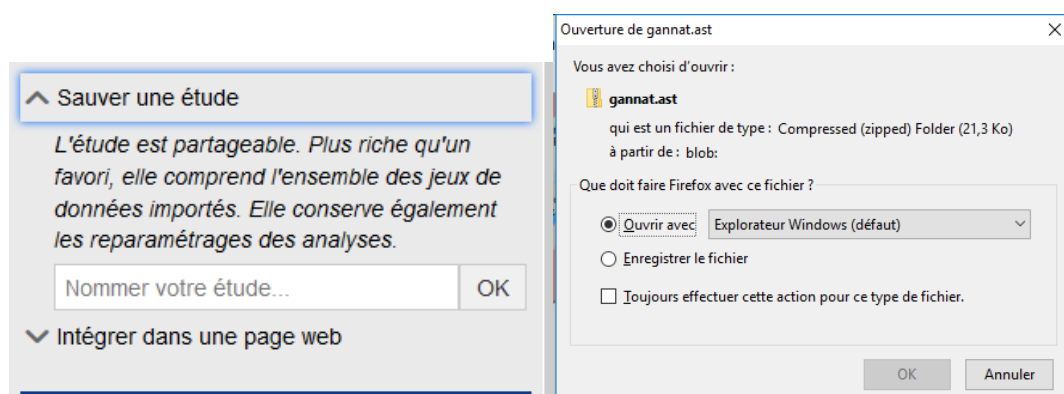 Sauver une étude
L'étude est partageable. Plus riche qu'un
favori, elle comprend l'ensemble des jeux de
données importés. Elle conserve également
les reparamétrages des analyses.
Nommer votre étude...
OK
Intégrer dans une page web
Ouverture de gannat.ast
Vous avez choisi d'ouvrir :
gannat.ast
qui est un fichier de type : Compressed (zipped) Folder (21,3 Ko)
à partir de : blob:
Que doit faire Firefox avec ce fichier ?
Ouvrir avec Explorateur Windows (défaut)
Enregistrer le fichier
Toujours effectuer cette action pour ce type de fichier.
OK Annuler